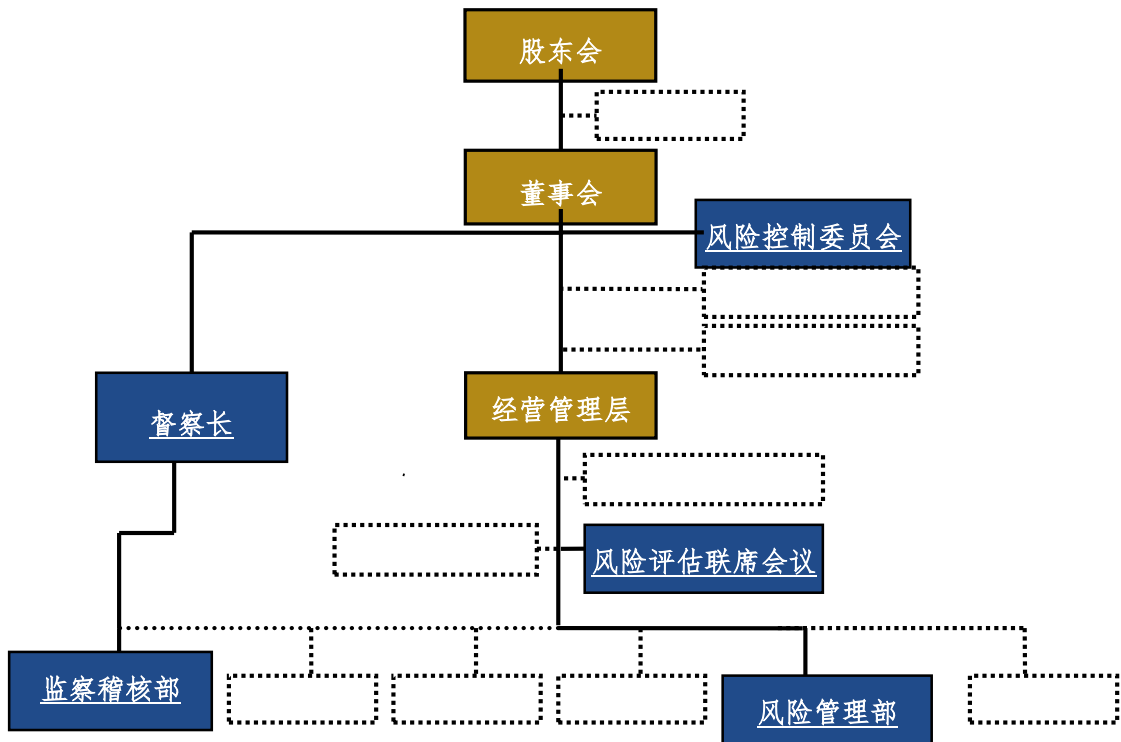 股东会
董事会
风险控制委员会
督察长
经营管理层
风险评估联席会议
监察稽核部
风险管理部